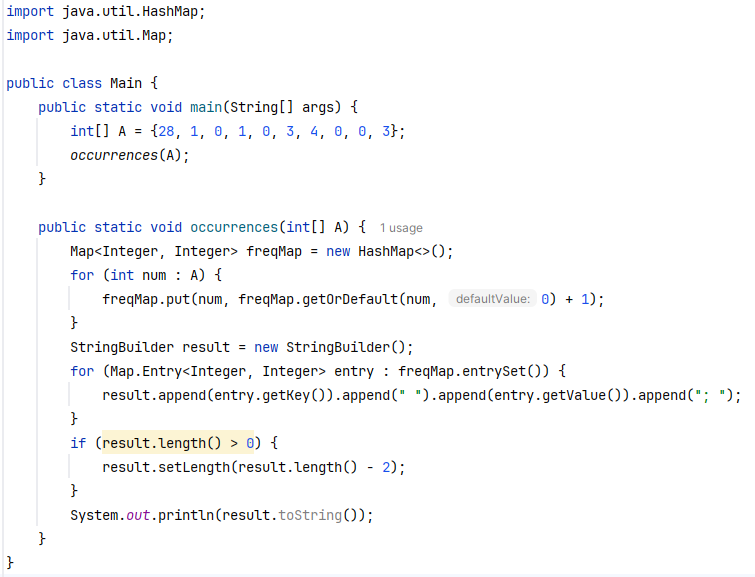 import java.util.HashMap;
import java.util.Map;

public class Main {
    public static void main(String[] args) {
        int[] A = {28, 1, 0, 1, 0, 3, 4, 0, 0, 3};
        occurrences(A);
    }

    public static void occurrences(int[] A) {  1 usage
        Map<Integer, Integer> freqMap = new HashMap<>();
        for (int num : A) {
            freqMap.put(num, freqMap.getOrDefault(num, defaultValue: 0) + 1);
        }
        StringBuilder result = new StringBuilder();
        for (Map.Entry<Integer, Integer> entry : freqMap.entrySet()) {
            result.append(entry.getKey()).append(" ").append(entry.getValue()).append("; ");
        }
        if (result.length() > 0) {
            result.setLength(result.length() - 2);
        }
        System.out.println(result.toString());
    }
}